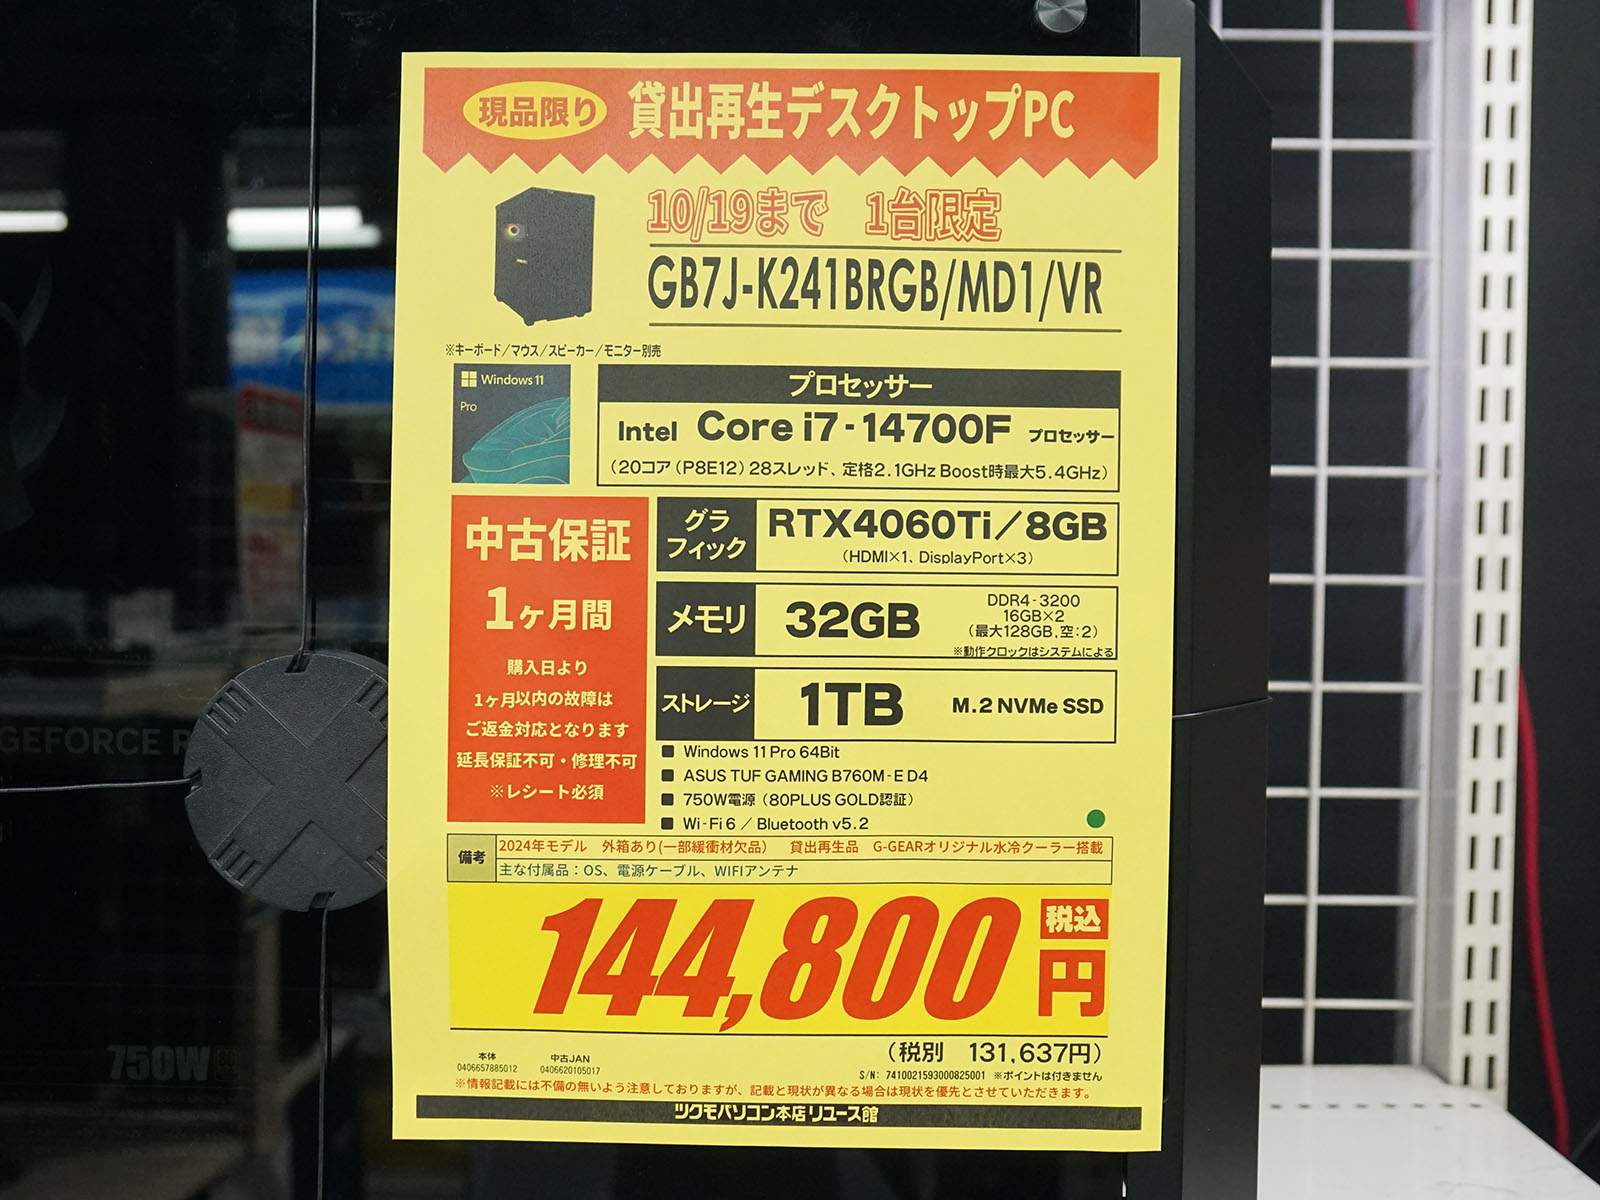 現品限り 貸出再生デスクトップPC
10/19まで 1台限定
GB7J-K241BRGB/MD1/VR
※キーボード/マウス/スピーカー/モニター別売
Windows 11
Pro
プロセッサー
Intel Core i7-14700F プロセッサー
(20コア(P8E12)28スレッド、定格2.1GHz Boost時最大5.4GHz)
中古保証
1ヶ月間
購入日より
1ヶ月以内の故障は
ご返金対応となります
延長保証不可・修理不可
※レシート必須
グラフィック
RTX4060Ti/8GB
(HDMI×1、DisplayPort×3)
メモリ
32GB
DDR4-3200
16GB×2
(最大128GB,空:2)
※動作クロックはシステムによる
ストレージ
1TB M.2 NVMe SSD
■ Windows 11 Pro 64Bit
■ ASUS TUF GAMING B760M-E D4
■ 750W電源(80PLUS GOLD認証)
■ Wi-Fi 6 / Bluetooth v5.2
備考
2024年モデル 外箱あり(一部緩衝材欠品) 貸出再生品 G-GEARオリジナル水冷クーラー搭載
主な付属品:OS、電源ケーブル、WIFIアンテナ
144,800円 税込
(税別 131,637円)
本体
0406657885012
中古JAN
0406620105017
S/N: 7410021593000825001 ※ポイントは付きません
※情報記載には不備の無いよう注意しておりますが、記載と現状が異なる場合は現状を優先とさせていただきます。
ツクモパソコン本店リユース館
GEFORCE R
750W 80